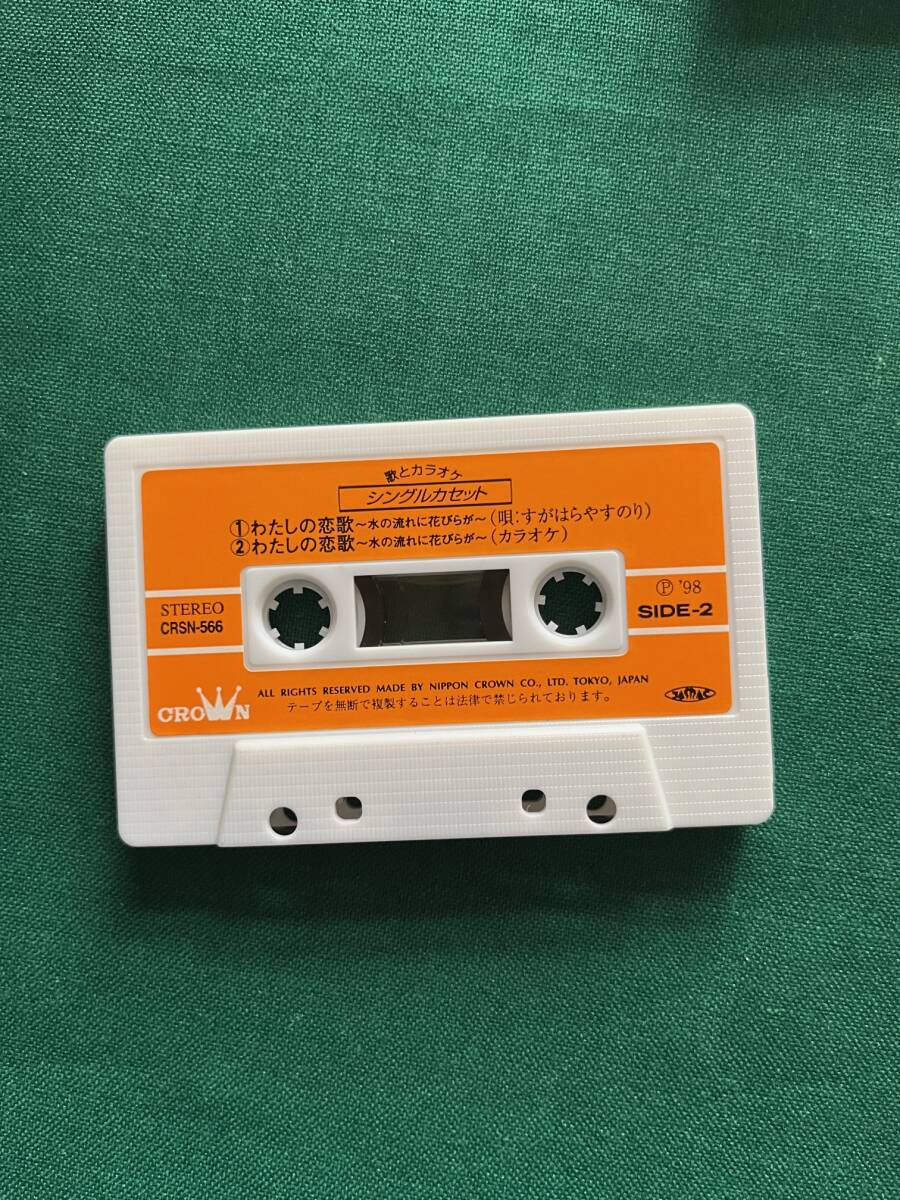 歌とカラオケ
シングルカセット
①わたしの恋歌～水の流れに花びらが～(唄:すがはらやすのり)
②わたしの恋歌～水の流れに花びらが～(カラオケ)
STEREO
CRSN-566
Ⓟ '98
SIDE-2
CROWN
ALL RIGHTS RESERVED MADE BY NIPPON CROWN CO., LTD. TOKYO, JAPAN
テープを無断で複製することは法律で禁じられております。
JASRAC